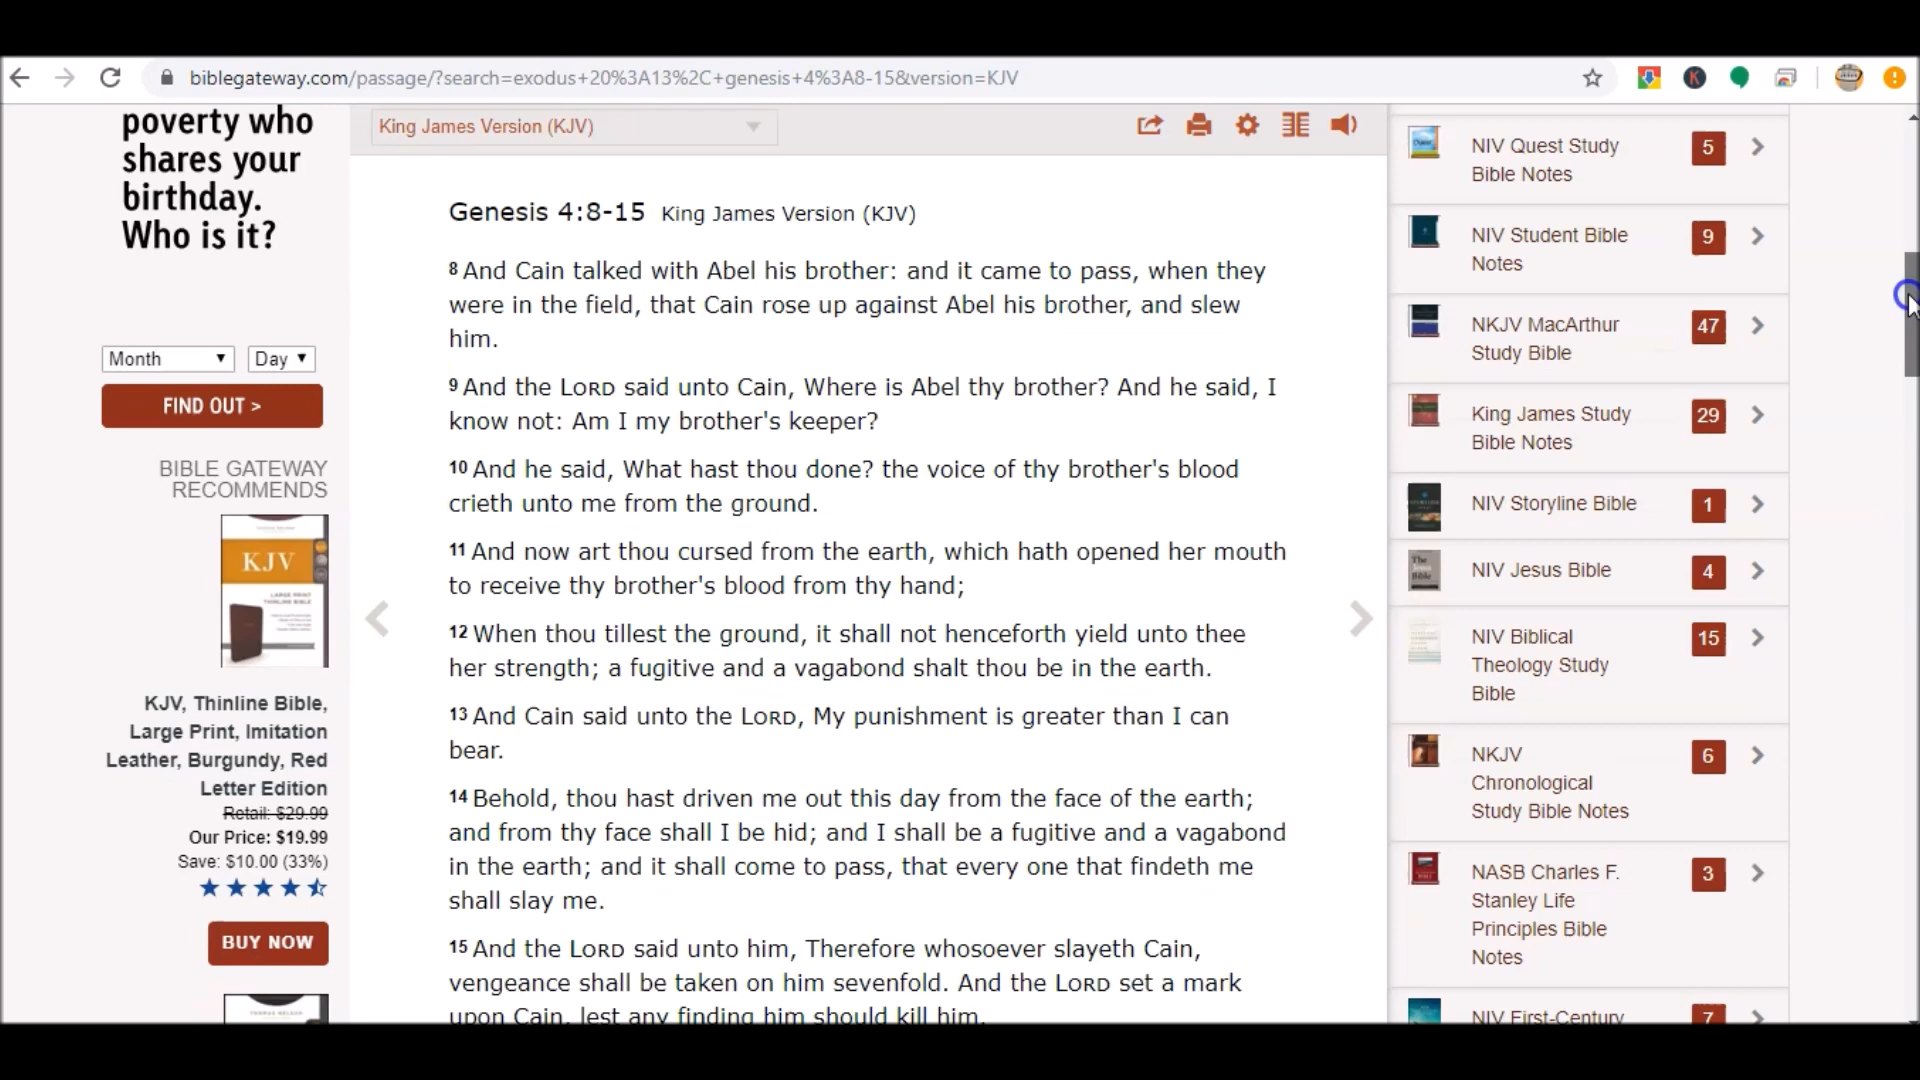 biblegateway.com/passage/?search=exodus+20%3A13%2C+genesis+4%3A8-15&version=KJV
K
poverty who
shares your
birthday.
Who is it?
Month
Day
FIND OUT >
BIBLE GATEWAY
RECOMMENDS
KJV
LARGE PRINT
THINLINE BIBLE
KJV, Thinline Bible,
Large Print, Imitation
Leather, Burgundy, Red
Letter Edition
Retail: $29.99
Our Price: $19.99
Save: $10.00 (33%)
BUY NOW
THOMAS NELSON
King James Version (KJV)
Genesis 4:8-15 King James Version (KJV)
8 And Cain talked with Abel his brother: and it came to pass, when they
were in the field, that Cain rose up against Abel his brother, and slew
him.
9 And the LORD said unto Cain, Where is Abel thy brother? And he said, I
know not: Am I my brother's keeper?
10 And he said, What hast thou done? the voice of thy brother's blood
crieth unto me from the ground.
11 And now art thou cursed from the earth, which hath opened her mouth
to receive thy brother's blood from thy hand;
12 When thou tillest the ground, it shall not henceforth yield unto thee
her strength; a fugitive and a vagabond shalt thou be in the earth.
13 And Cain said unto the LORD, My punishment is greater than I can
bear.
14 Behold, thou hast driven me out this day from the face of the earth;
and from thy face shall I be hid; and I shall be a fugitive and a vagabond
in the earth; and it shall come to pass, that every one that findeth me
shall slay me.
15 And the LORD said unto him, Therefore whosoever slayeth Cain,
vengeance shall be taken on him sevenfold. And the LORD set a mark
upon Cain, lest any finding him should kill him.
NIV Quest Study 5
Bible Notes
NIV Student Bible 9
Notes
NKJV MacArthur 47
Study Bible
King James Study 29
Bible Notes
NIV Storyline Bible 1
NIV Jesus Bible 4
NIV Biblical 15
Theology Study
Bible
NKJV 6
Chronological
Study Bible Notes
NASB Charles F. 3
Stanley Life
Principles Bible
Notes
NIV First-Century 7